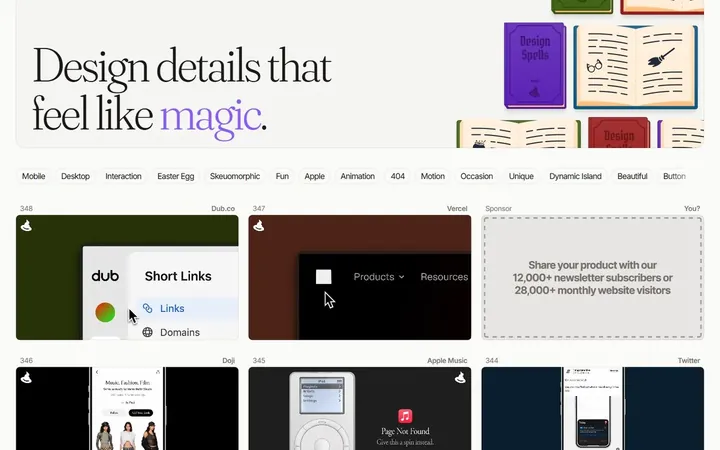 Design details that
feel like magic.
Design
Spells
Design
Mobile
Desktop
Interaction
Easter Egg
Skeuomorphic
Fun
Apple
Animation
404
Motion
Occasion
Unique
Dynamic Island
Beautiful
Button
348
Dub.co
347
Vercel
Sponsor
You?
dub
Short Links
Links
Domains
Products
Resources
Share your product with our
12,000+ newsletter subscribers or
28,000+ monthly website visitors
346
Doji
345
Apple Music
344
Twitter
Music, Fashion, Film.
Page Not Found
Give this a spin instead.